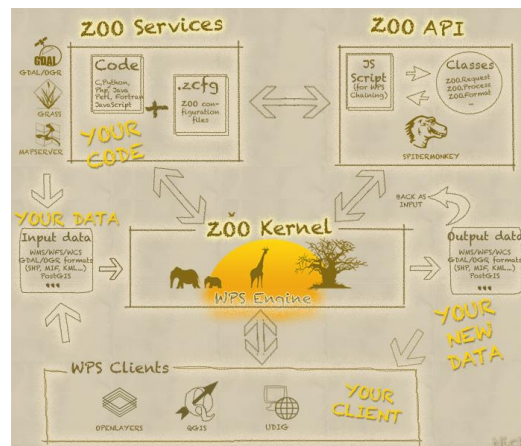 ZOO Services
ZOO API
GDAL
GDAL/OGR
GRASS
MAPSERVER
Code
C, Python,
Php, Java
Perl, Fortran
JavaScript
+
.zcfg
ZOO con-
figuration
files
YOUR
CODE
JS
Script
(for WPS
Chaining)
Classes
ZOO.Request
ZOO.Process
ZOO.Format
...
SPIDERMONKEY
YOUR DATA
Input data
WMS/WFS/WCS
GDAL/OGR formats
(SHP, MIF, KML...)
PostGIS
ZOO Kernel
WPS Engine
BACK AS
INPUT
Output data
WMS/WFS/WCS
GDAL/OGR formats
(SHP, MIF, KML...)
PostGIS
YOUR
NEW
DATA
WPS Clients
OPENLAYERS
QGIS
UDIG
YOUR
CLIENT